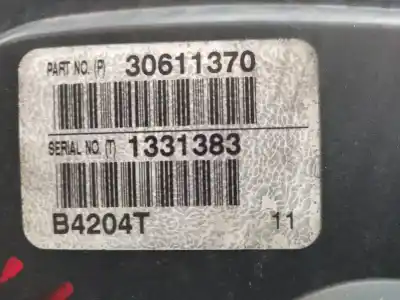 PART NO. (P) 30611370
SERIAL NO. (T) 1331383
B4204T 11